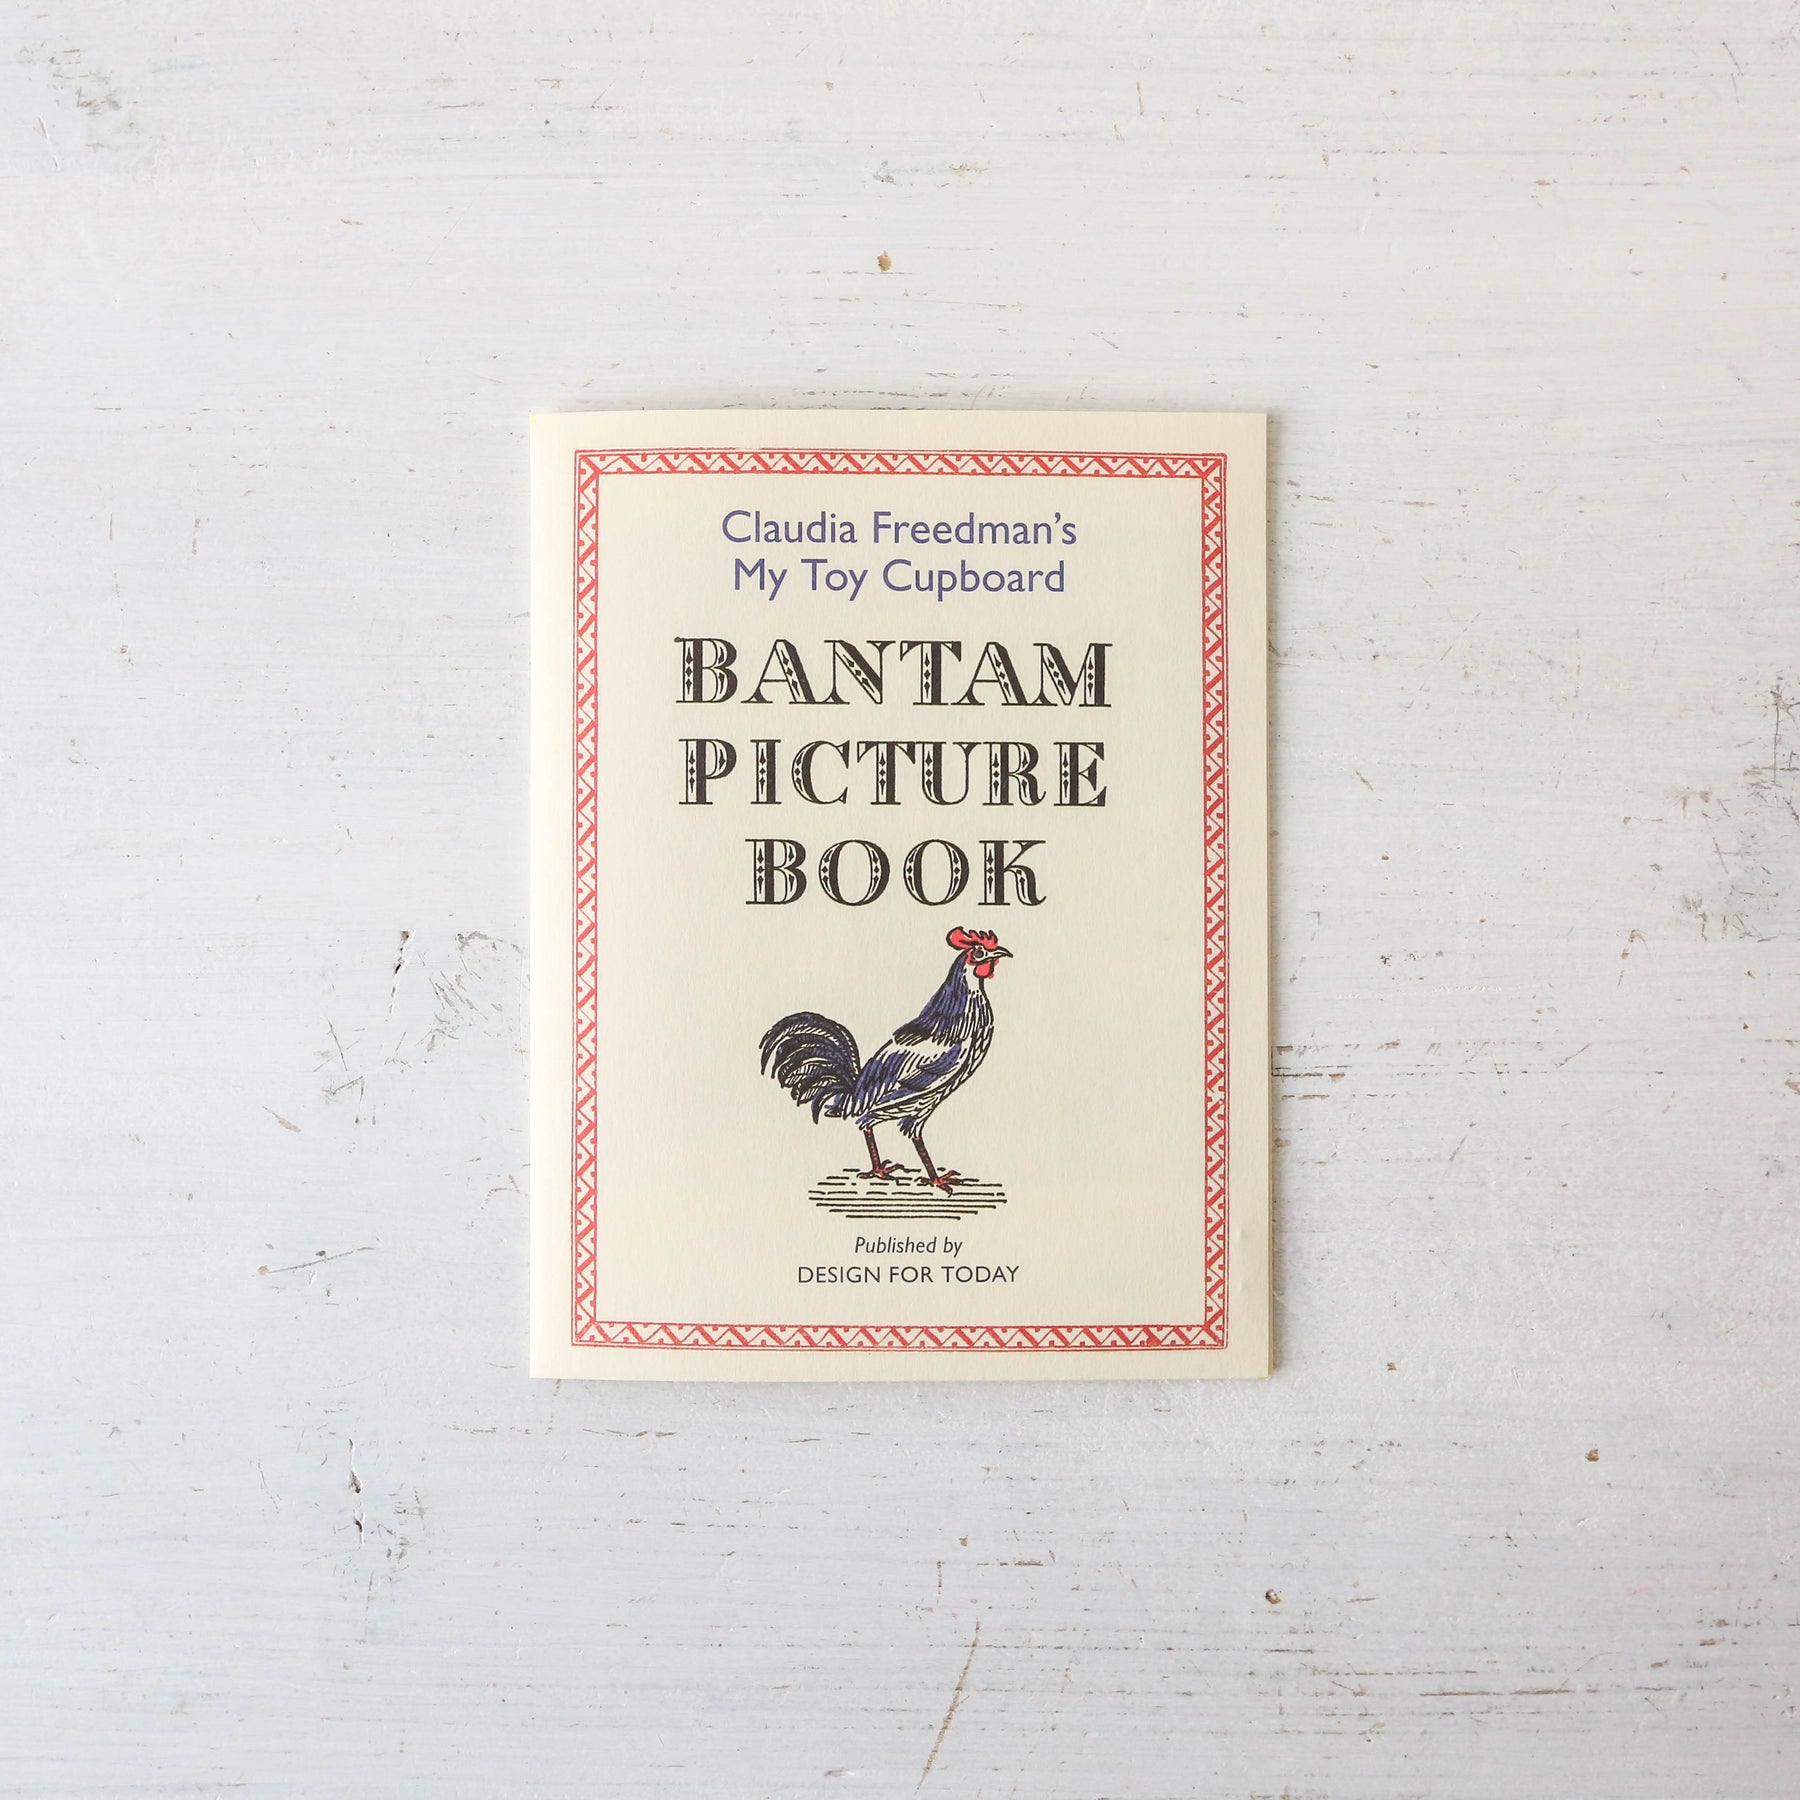 Claudia Freedman’s
My Toy Cupboard
BANTAM
PICTURE
BOOK
Published by
DESIGN FOR TODAY